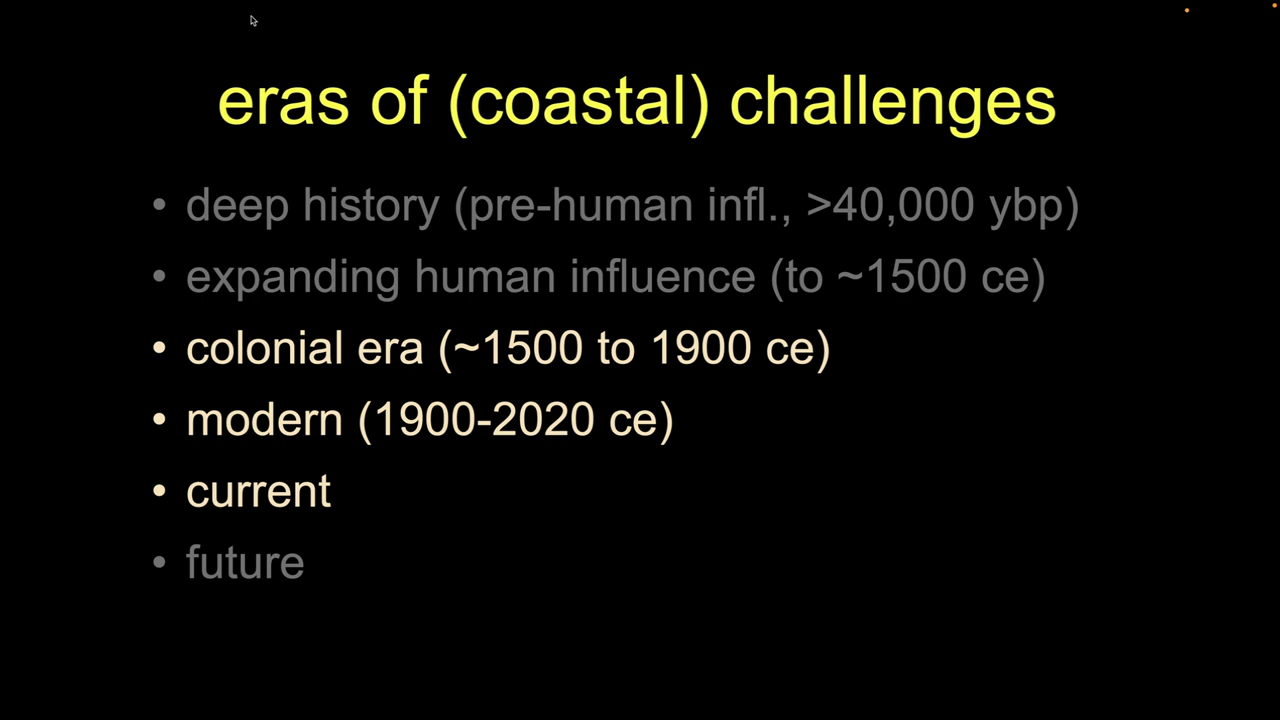 eras of (coastal) challenges
• deep history (pre-human infl., >40,000 ybp)
• expanding human influence (to ~1500 ce)
• colonial era (~1500 to 1900 ce)
• modern (1900-2020 ce)
• current
• future